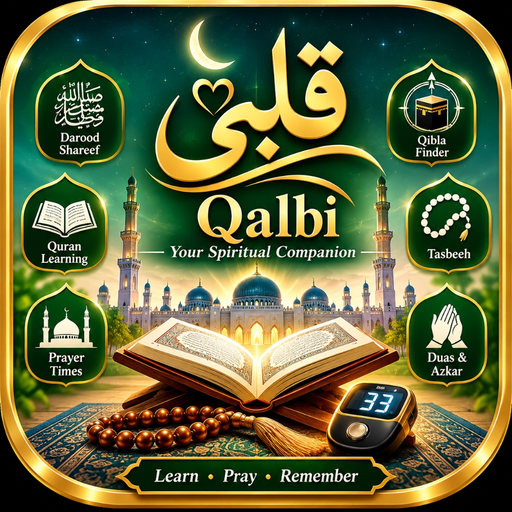 قلبي
Qalbi
Your Spiritual Companion
Darood
Shareef
Quran
Learning
Prayer
Times
Qibla
Finder
Tasbeeh
Duas &
Azkar
33
Learn • Pray • Remember